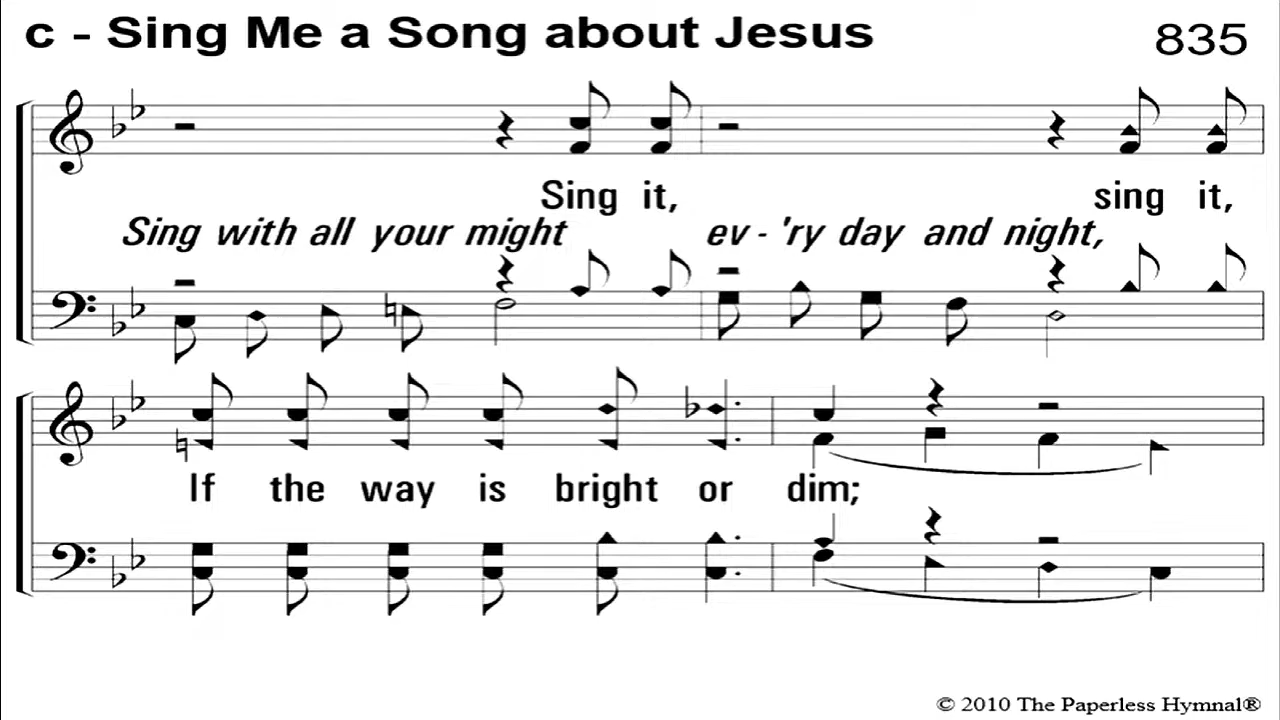 c - Sing Me a Song about Jesus 835
Sing it, sing it,
Sing with all your might ev - 'ry day and night,
If the way is bright or dim;
© 2010 The Paperless Hymnal®